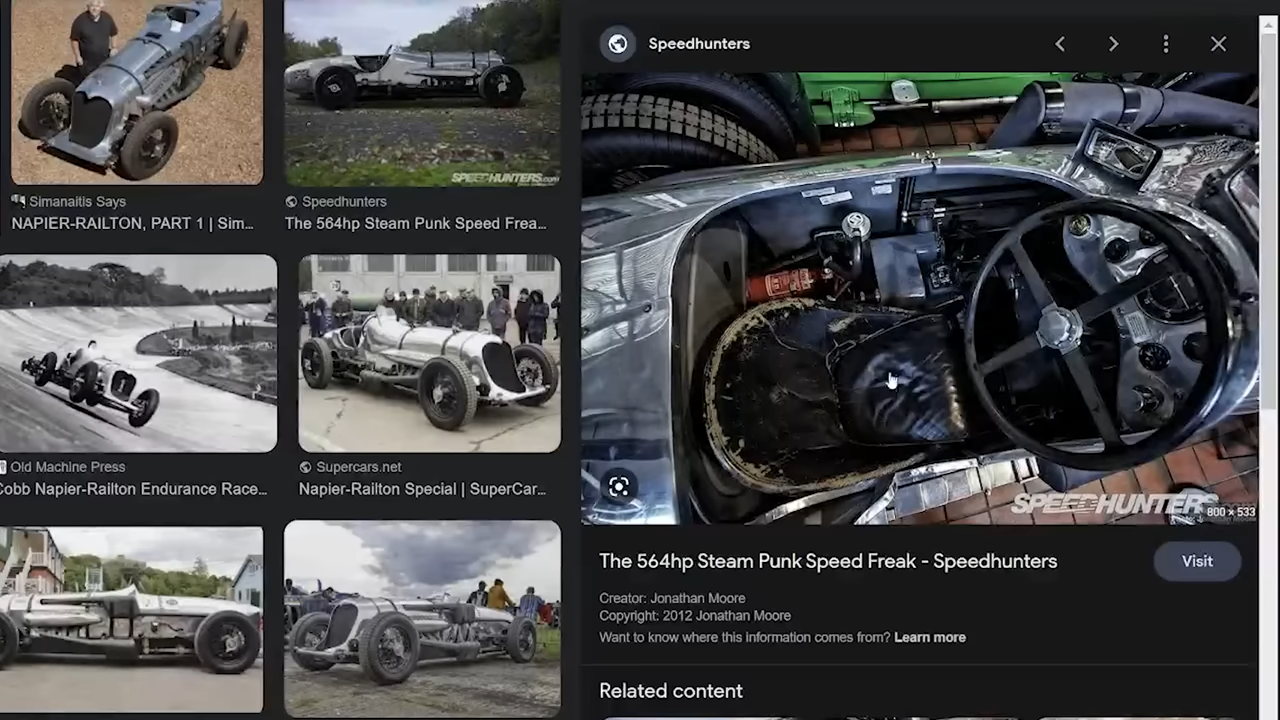 Simanaitis Says
NAPIER-RAILTON, PART 1 | Sim...
SPEEDHUNTERS.com
Speedhunters
The 564hp Steam Punk Speed Frea...
Old Machine Press
Cobb Napier-Railton Endurance Race...
Supercars.net
Napier-Railton Special | SuperCar...
Speedhunters
SPEEDHUNTERS
800 × 533
The 564hp Steam Punk Speed Freak - Speedhunters
Visit
Creator: Jonathan Moore
Copyright: 2012 Jonathan Moore
Want to know where this information comes from? Learn more
Related content